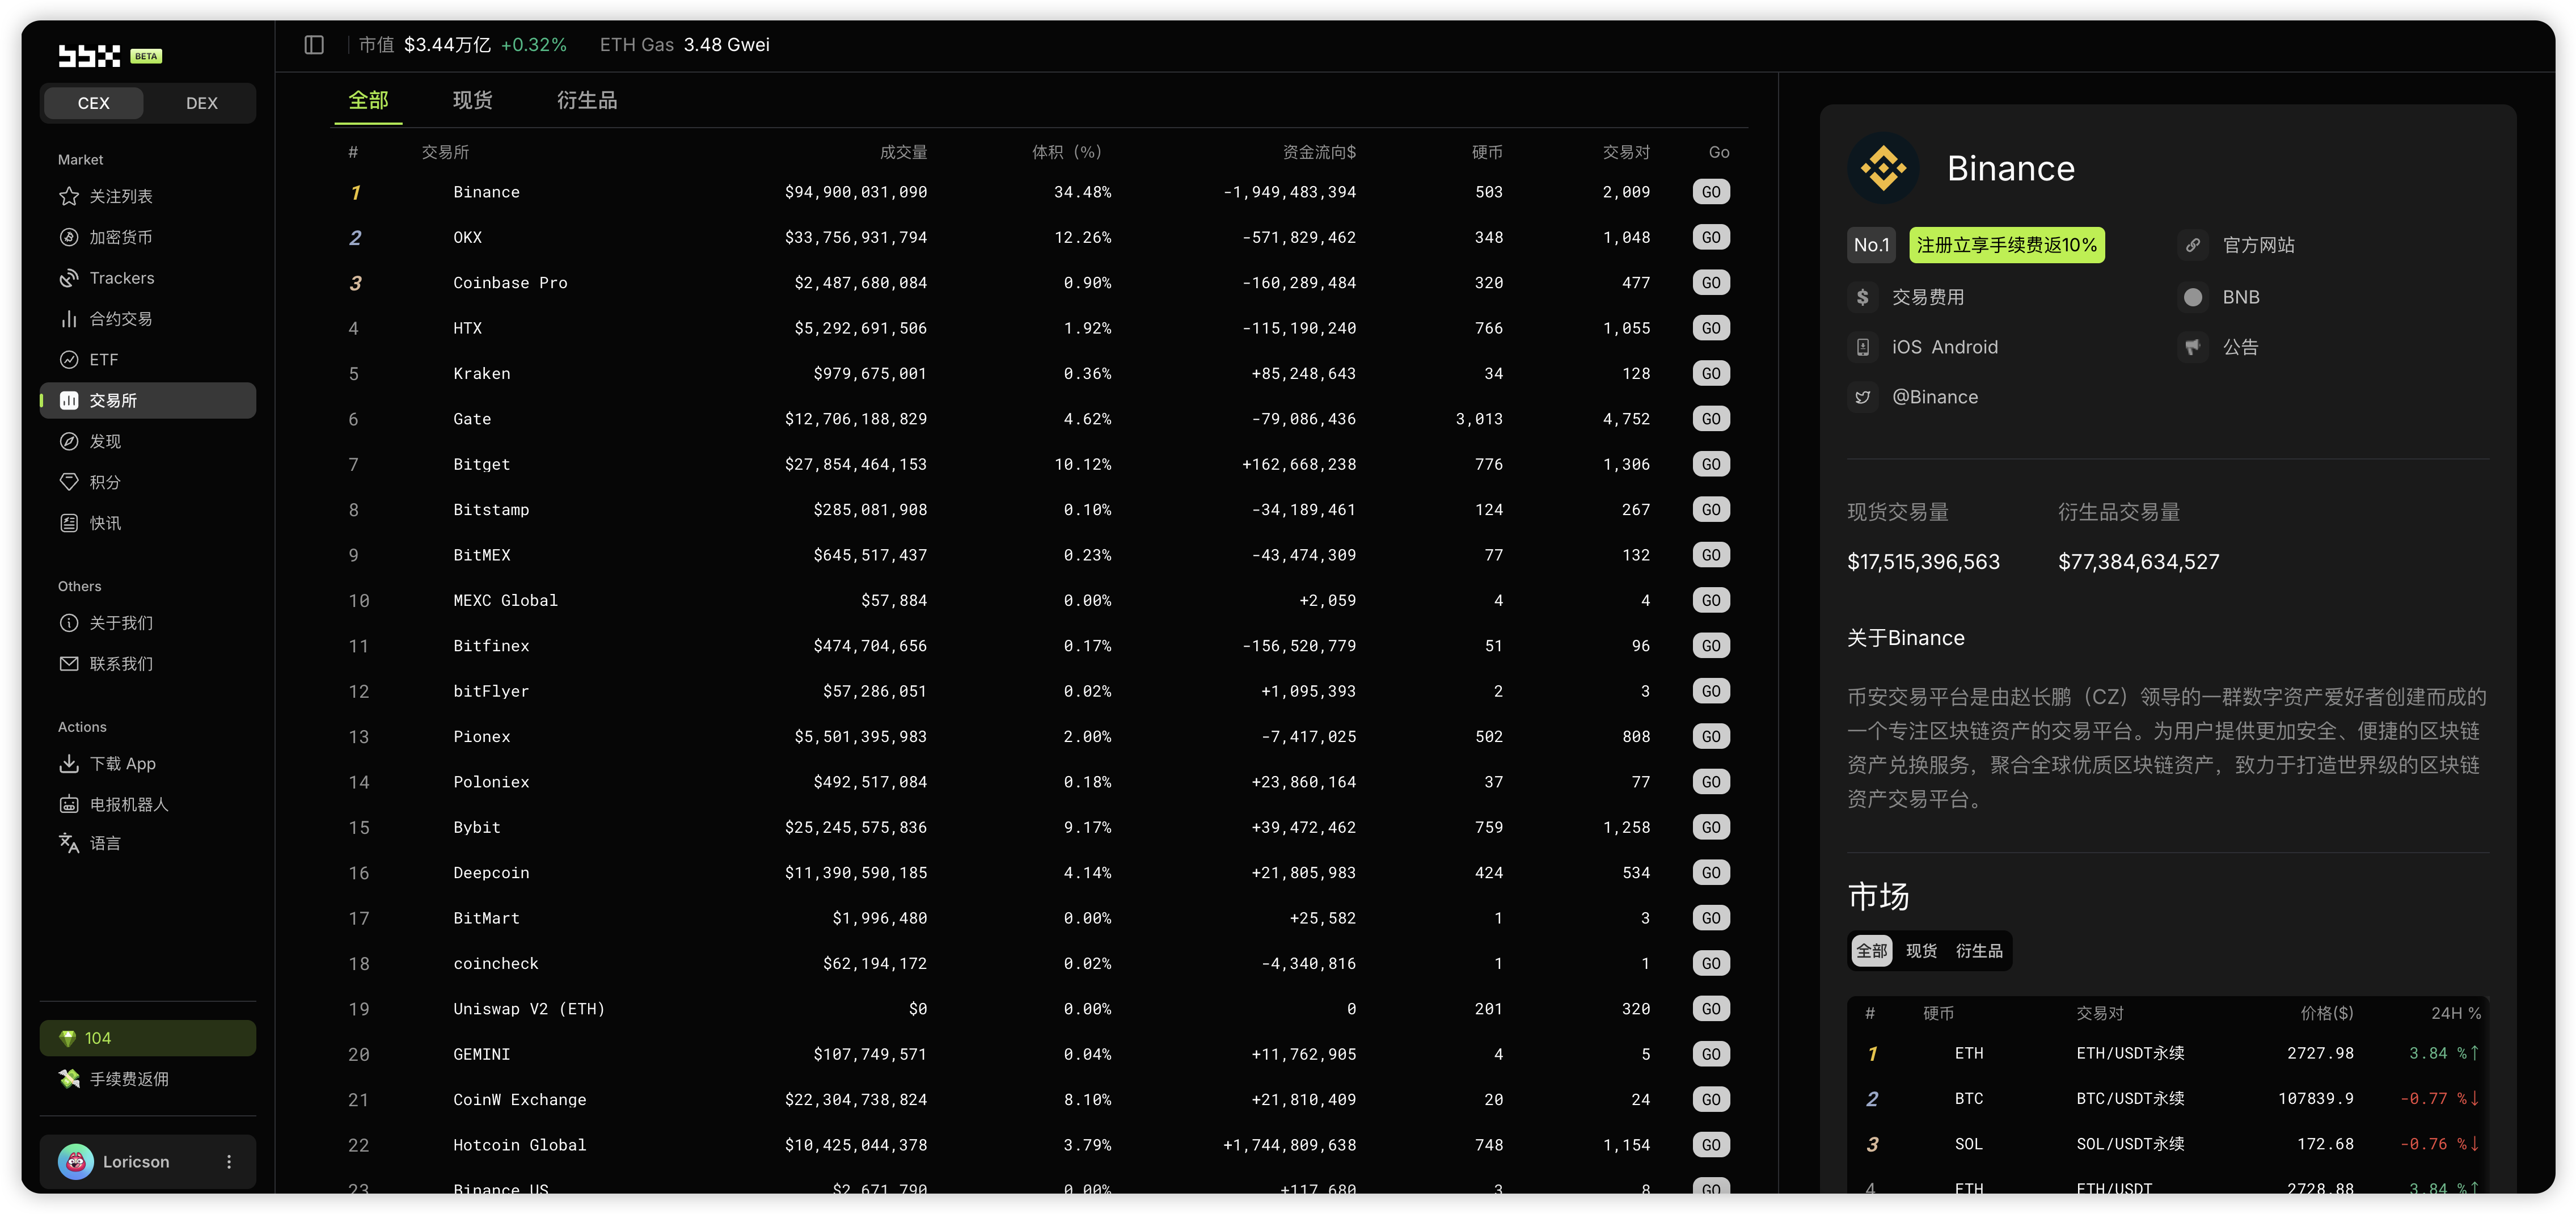 BETA
CEX DEX
Market
关注列表
加密货币
Trackers
合约交易
ETF
交易所
发现
积分
快讯
Others
关于我们
联系我们
Actions
下载 App
电报机器人
语言
104
手续费返佣
Loricson
市值 $3.44万亿 +0.32% ETH Gas 3.48 Gwei
全部 现货 衍生品
# 交易所 成交量 体积（%） 资金流向$ 硬币 交易对 Go
1 Binance $94,900,031,090 34.48% -1,949,483,394 503 2,009 GO
2 OKX $33,756,931,794 12.26% -571,829,462 348 1,048 GO
3 Coinbase Pro $2,487,680,084 0.90% -160,289,484 320 477 GO
4 HTX $5,292,691,506 1.92% -115,190,240 766 1,055 GO
5 Kraken $979,675,001 0.36% +85,248,643 34 128 GO
6 Gate $12,706,188,829 4.62% -79,086,436 3,013 4,752 GO
7 Bitget $27,854,464,153 10.12% +162,668,238 776 1,306 GO
8 Bitstamp $285,081,908 0.10% -34,189,461 124 267 GO
9 BitMEX $645,517,437 0.23% -43,474,309 77 132 GO
10 MEXC Global $57,884 0.00% +2,059 4 4 GO
11 Bitfinex $474,704,656 0.17% -156,520,779 51 96 GO
12 bitFlyer $57,286,051 0.02% +1,095,393 2 3 GO
13 Pionex $5,501,395,983 2.00% -7,417,025 502 808 GO
14 Poloniex $492,517,084 0.18% +23,860,164 37 77 GO
15 Bybit $25,245,575,836 9.17% +39,472,462 759 1,258 GO
16 Deepcoin $11,390,590,185 4.14% +21,805,983 424 534 GO
17 BitMart $1,996,480 0.00% +25,582 1 3 GO
18 coincheck $62,194,172 0.02% -4,340,816 1 1 GO
19 Uniswap V2 (ETH) $0 0.00% 0 201 320 GO
20 GEMINI $107,749,571 0.04% +11,762,905 4 5 GO
21 CoinW Exchange $22,304,738,824 8.10% +21,810,409 20 24 GO
22 Hotcoin Global $10,425,044,378 3.79% +1,744,809,638 748 1,154 GO
23 Binance US $2,671,790 0.00% +117,680 3 8 GO
Binance
No.1 注册立享手续费返10% 官方网站
交易费用 BNB
iOS Android 公告
@Binance
现货交易量 衍生品交易量
$17,515,396,563 $77,384,634,527
关于Binance
币安交易平台是由赵长鹏（CZ）领导的一群数字资产爱好者创建而成的
一个专注区块链资产的交易平台。为用户提供更加安全、便捷的区块链
资产兑换服务，聚合全球优质区块链资产，致力于打造世界级的区块链
资产交易平台。
市场
全部 现货 衍生品
# 硬币 交易对 价格($) 24H %
1 ETH ETH/USDT永续 2727.98 3.84 %↑
2 BTC BTC/USDT永续 107839.9 -0.77 %↓
3 SOL SOL/USDT永续 172.68 -0.76 %↓
4 ETH ETH/USDT 2728.88 3.84 %↑